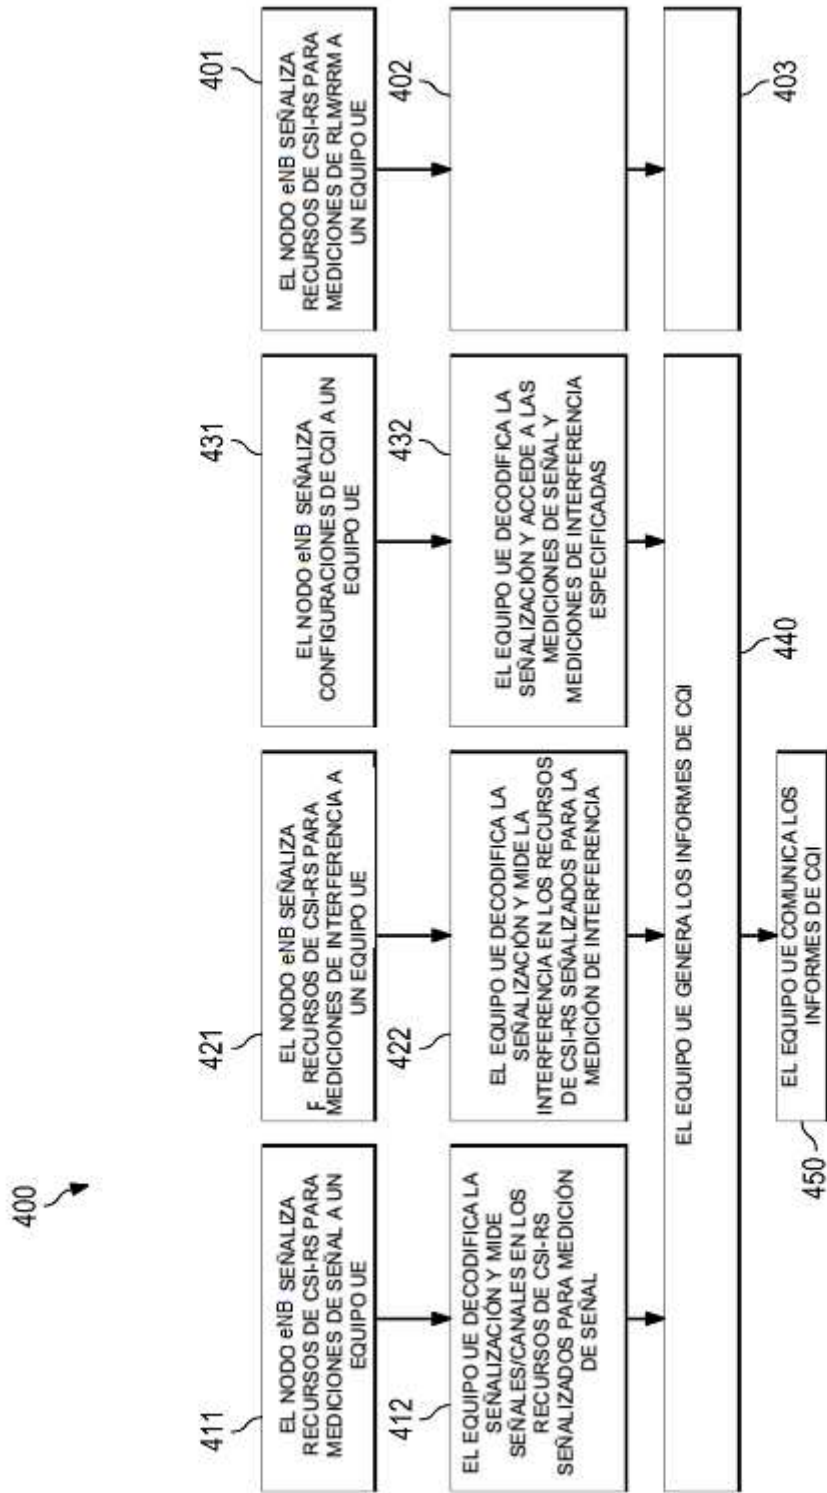 400
411
EL NODO eNB SEÑALIZA
RECURSOS DE CSI-RS PARA
MEDICIONES DE SEÑAL A UN
EQUIPO UE
421
EL NODO eNB SEÑALIZA
F RECURSOS DE CSI-RS PARA
MEDICIONES DE INTERFERENCIA A
UN EQUIPO UE
431
EL NODO eNB SEÑALIZA
CONFIGURACIONES DE CQI A UN
EQUIPO UE
401
EL NODO eNB SEÑALIZA
RECURSOS DE CSI-RS PARA
MEDICIONES DE RLM/RRM A
UN EQUIPO UE
412
EL EQUIPO UE DECODIFICA LA
SEÑALIZACIÓN Y MIDE
SEÑALES/CANALES EN LOS
RECURSOS DE CSI-RS
SEÑALIZADOS PARA MEDICIÓN
DE SEÑAL
422
EL EQUIPO UE DECODIFICA LA
SEÑALIZACIÓN Y MIDE LA
INTERFERENCIA EN LOS RECURSOS
DE CSI-RS SEÑALIZADOS PARA LA
MEDICIÓN DE INTERFERENCIA
432
EL EQUIPO UE DECODIFICA LA
SEÑALIZACIÓN Y ACCEDE A LAS
MEDICIONES DE SEÑAL Y
MEDICIONES DE INTERFERENCIA
ESPECIFICADAS
402
EL EQUIPO UE GENERA LOS INFORMES DE CQI
440
403
450
EL EQUIPO UE COMUNICA LOS
INFORMES DE CQI